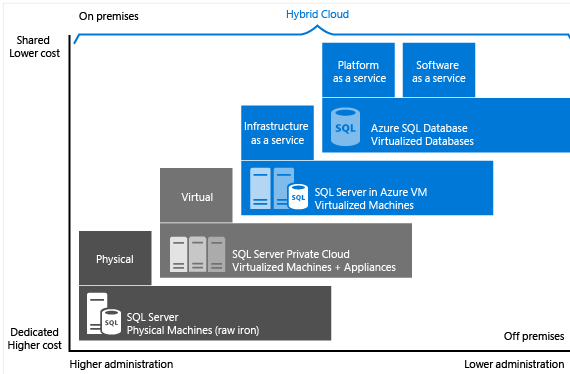 On premises
Hybrid Cloud
Shared
Lower cost
Platform
as a service
Software
as a service
SQL
Azure SQL Database
Virtualized Databases
Infrastructure
as a service
SQL
SQL Server in Azure VM
Virtualized Machines
Virtual
SQL Server Private Cloud
Virtualized Machines + Appliances
Physical
SQL
SQL Server
Physical Machines (raw iron)
Dedicated
Higher cost
Off premises
Higher administration
Lower administration